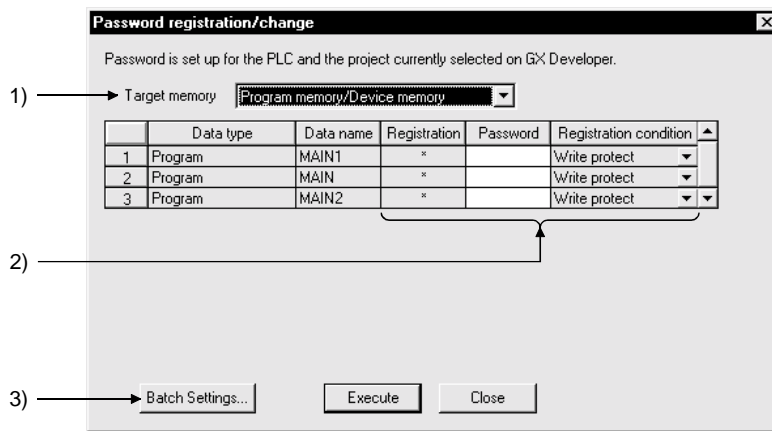 Password registration/change
Password is set up for the PLC and the project currently selected on GX Developer.
1) Target memory Program memory/Device memory
Data type Data name Registration Password Registration condition
1 Program MAIN1 * Write protect
2 Program MAIN * Write protect
3 Program MAIN2 * Write protect
2)
3) Batch Settings... Execute Close